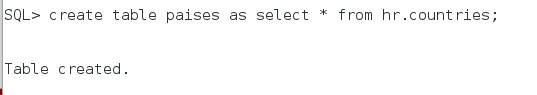 SQL> create table paises as select * from hr.countries;
Table created.